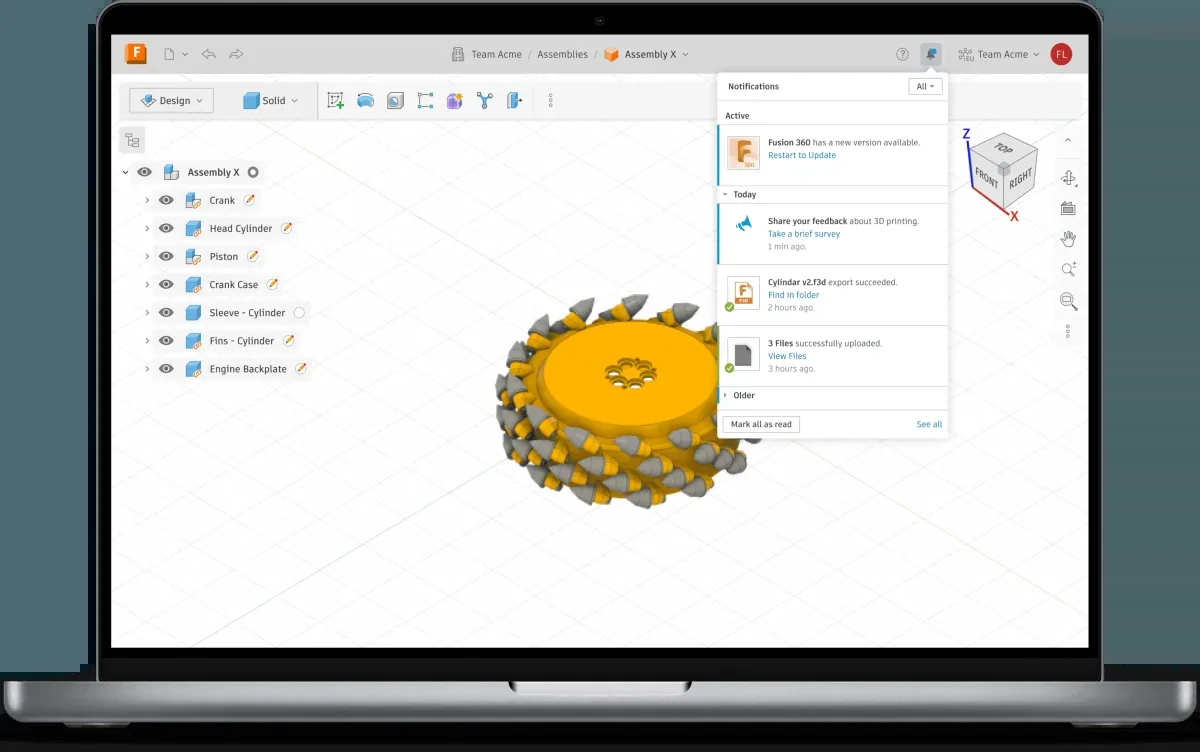 F
Team Acme / Assemblies / Assembly X
Team Acme
FL
Design
Solid
Notifications
All
Active
Fusion 360 has a new version available.
Restart to Update
F
360
Today
Share your feedback about 3D printing.
Take a brief survey
1 min ago.
Cylindar v2.f3d export succeeded.
Find in folder
2 hours ago.
F
F3D
3 Files successfully uploaded.
View Files
3 hours ago.
Older
Mark all as read
See all
Assembly X
Crank
Head Cylinder
Piston
Crank Case
Sleeve - Cylinder
Fins - Cylinder
Engine Backplate
Z
TOP
FRONT
RIGHT
X